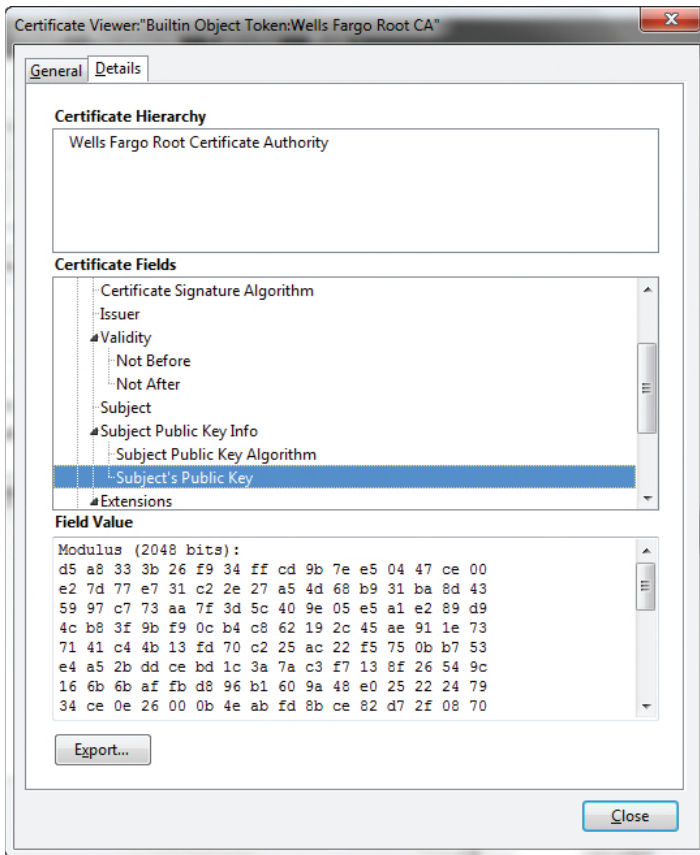 Certificate Viewer:"Builtin Object Token:Wells Fargo Root CA"
General Details
Certificate Hierarchy
Wells Fargo Root Certificate Authority
Certificate Fields
Certificate Signature Algorithm
Issuer
Validity
Not Before
Not After
Subject
Subject Public Key Info
Subject Public Key Algorithm
Subject's Public Key
Extensions
Field Value
Modulus (2048 bits):
d5 a8 33 3b 26 f9 34 ff cd 9b 7e e5 04 47 ce 00
e2 7d 77 e7 31 c2 2e 27 a5 4d 68 b9 31 ba 8d 43
59 97 c7 73 aa 7f 3d 5c 40 9e 05 e5 a1 e2 89 d9
4c b8 3f 9b f9 0c b4 c8 62 19 2c 45 ae 91 1e 73
71 41 c4 4b 13 fd 70 c2 25 ac 22 f5 75 0b b7 53
e4 a5 2b dd ce bd 1c 3a 7a c3 f7 13 8f 26 54 9c
16 6b 6b af fb d8 96 b1 60 9a 48 e0 25 22 24 79
34 ce 0e 26 00 0b 4e ab fd 8b ce 82 d7 2f 08 70
Export...
Close